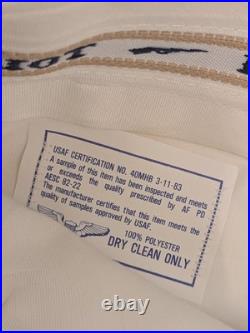 USAF CERTIFICATION NO. 40MHB 3-11-83
A sample of this item has been inspected and meets
or exceeds the quality prescribed by AF PD
AESC 82-22
The manufacturer certifies that this item meets the
quality of samples approved by USAF.
100% POLYESTER
DRY CLEAN ONLY